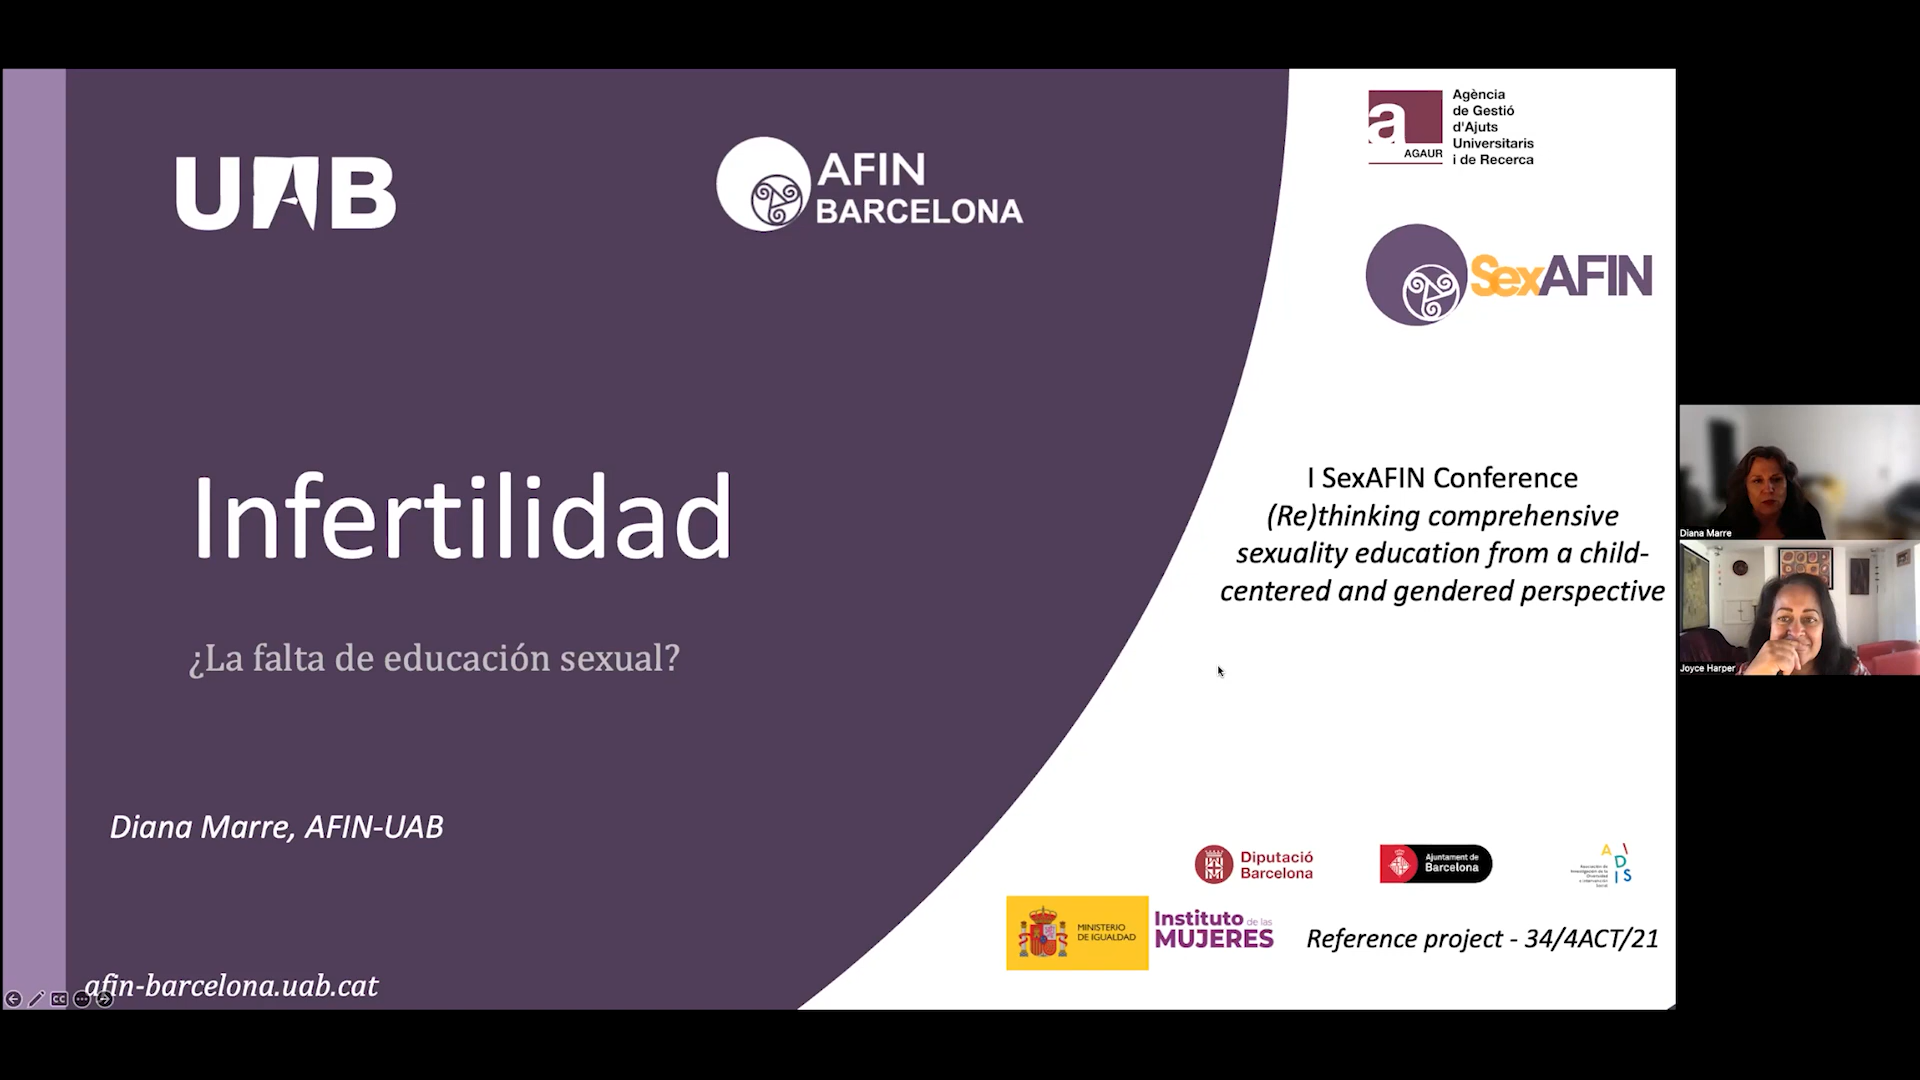 UAB
AFIN
BARCELONA
Agència
de Gestió
d'Ajuts
Universitaris
i de Recerca
a
AGAUR
SexAFIN
Infertilidad
¿La falta de educación sexual?
I SexAFIN Conference
(Re)thinking comprehensive
sexuality education from a child-
centered and gendered perspective
Diana Marre
Joyce Harper
Diana Marre, AFIN-UAB
Diputació
Barcelona
Ajuntament de
Barcelona
ADIS
MINISTERIO
DE IGUALDAD
Instituto de las
MUJERES
Reference project - 34/4ACT/21
afin-barcelona.uab.cat
CC